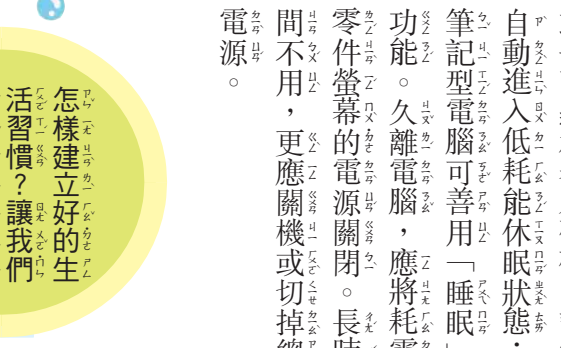 自動進入低耗能休眠狀態；
筆記型電腦可善用「睡眠」
功能。久離電腦，應將耗電
零件螢幕的電源關閉。長時
間不用，更應關機或切掉總
電源。
怎樣建立好的生
活習慣？讓我們